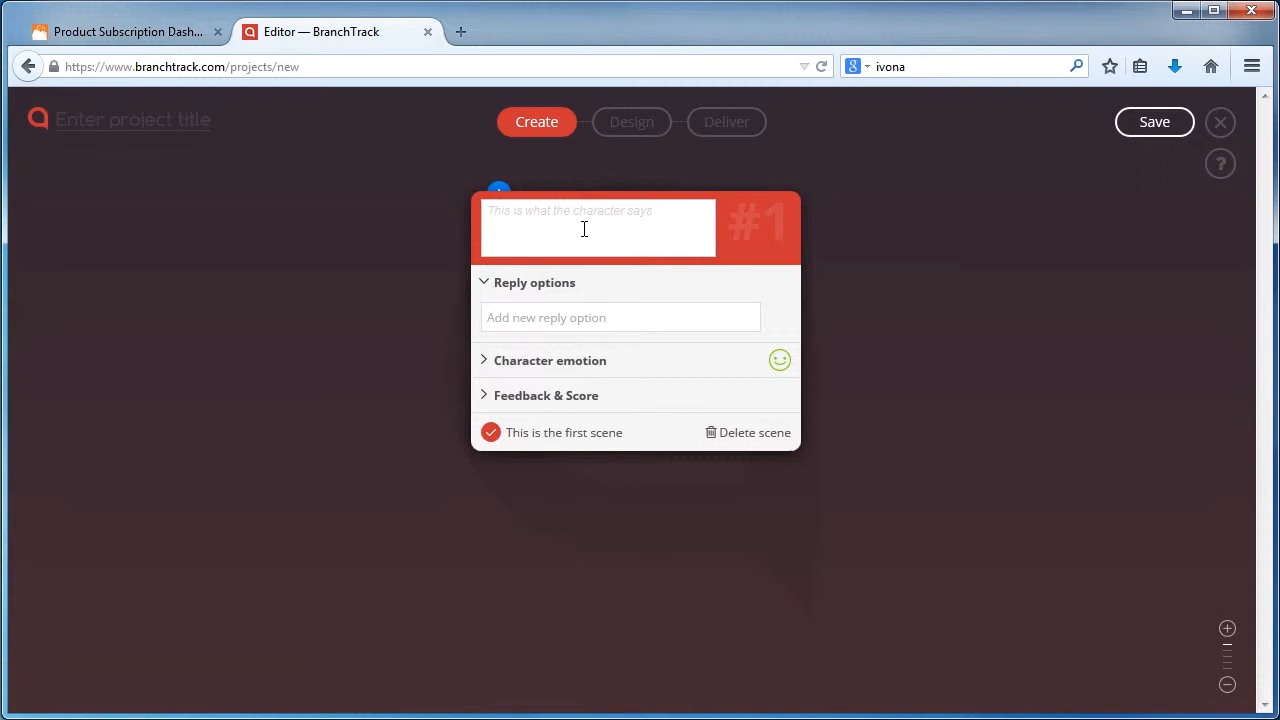 Product Subscription Dash...
Editor — BranchTrack
https://www.branchtrack.com/projects/new
ivona
Enter project title
Create
Design
Deliver
Save
?
This is what the character says
#1
Reply options
Add new reply option
Character emotion
Feedback & Score
This is the first scene
Delete scene